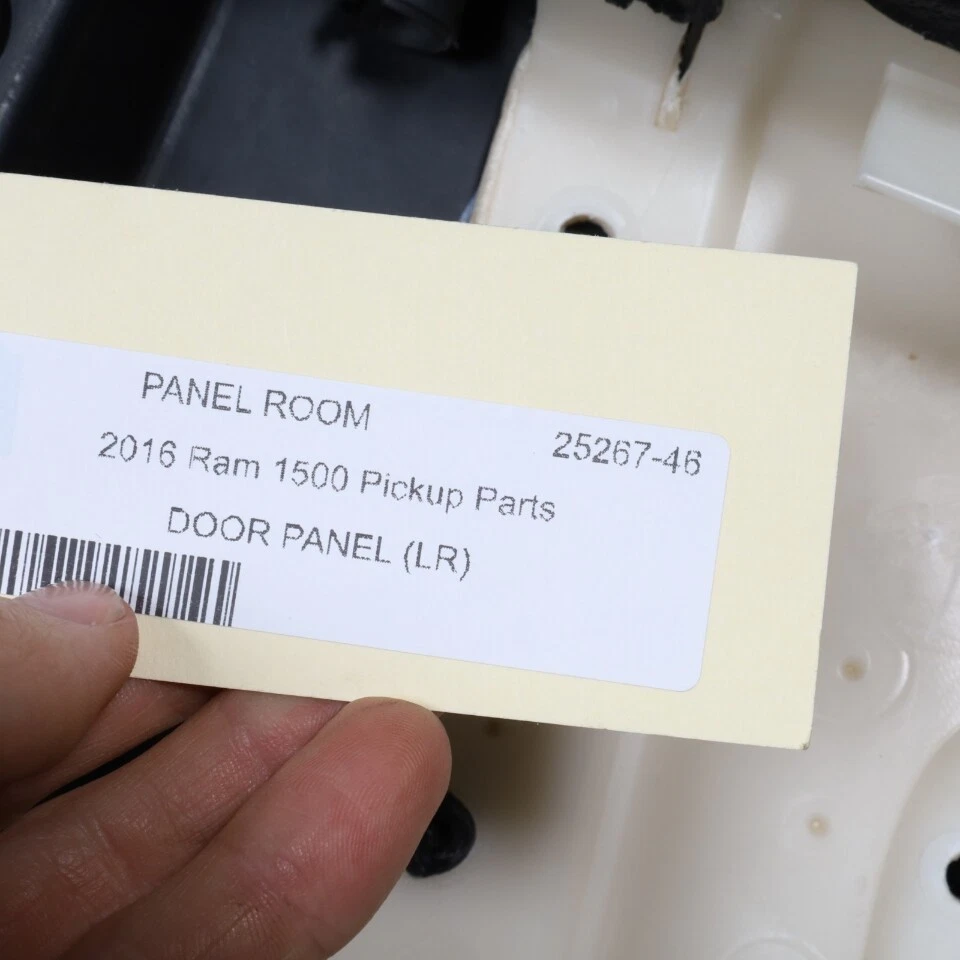 PANEL ROOM
25267-46
2016 Ram 1500 Pickup Parts
DOOR PANEL (LR)